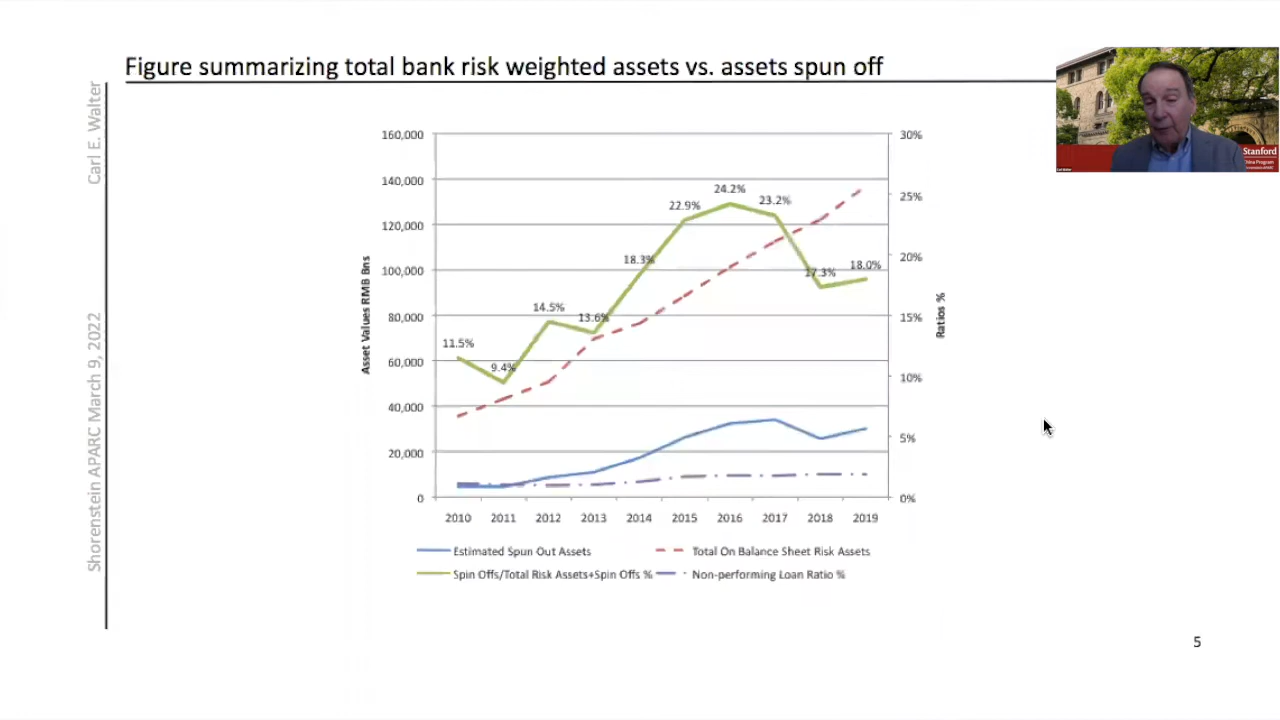 Figure summarizing total bank risk weighted assets vs. assets spun off
Carl E. Walter
Shorenstein APARC March 9, 2022
Asset Values RMB Bns
160,000
140,000
120,000
100,000
80,000
60,000
40,000
20,000
0
30%
25%
20%
15%
10%
5%
0%
Ratios %
11.5%
9.4%
14.5%
13.6%
18.3%
22.9%
24.2%
23.2%
17.3%
18.0%
2010 2011 2012 2013 2014 2015 2016 2017 2018 2019
Estimated Spun Out Assets
Total On Balance Sheet Risk Assets
Spin Offs/Total Risk Assets+Spin Offs %
Non-performing Loan Ratio %
Stanford
China Program
5